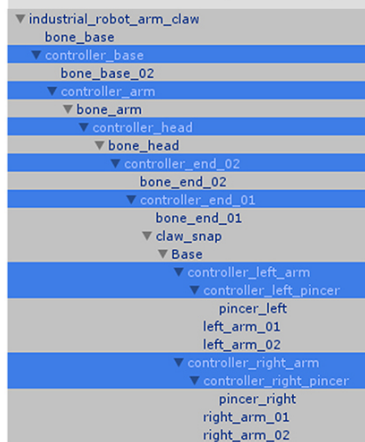 industrial_robot_arm_claw
bone_base
controller_base
bone_base_02
controller_arm
bone_arm
controller_head
bone_head
controller_end_02
bone_end_02
controller_end_01
bone_end_01
claw_snap
Base
controller_left_arm
controller_left_pincer
pincer_left
left_arm_01
left_arm_02
controller_right_arm
controller_right_pincer
pincer_right
right_arm_01
right_arm_02